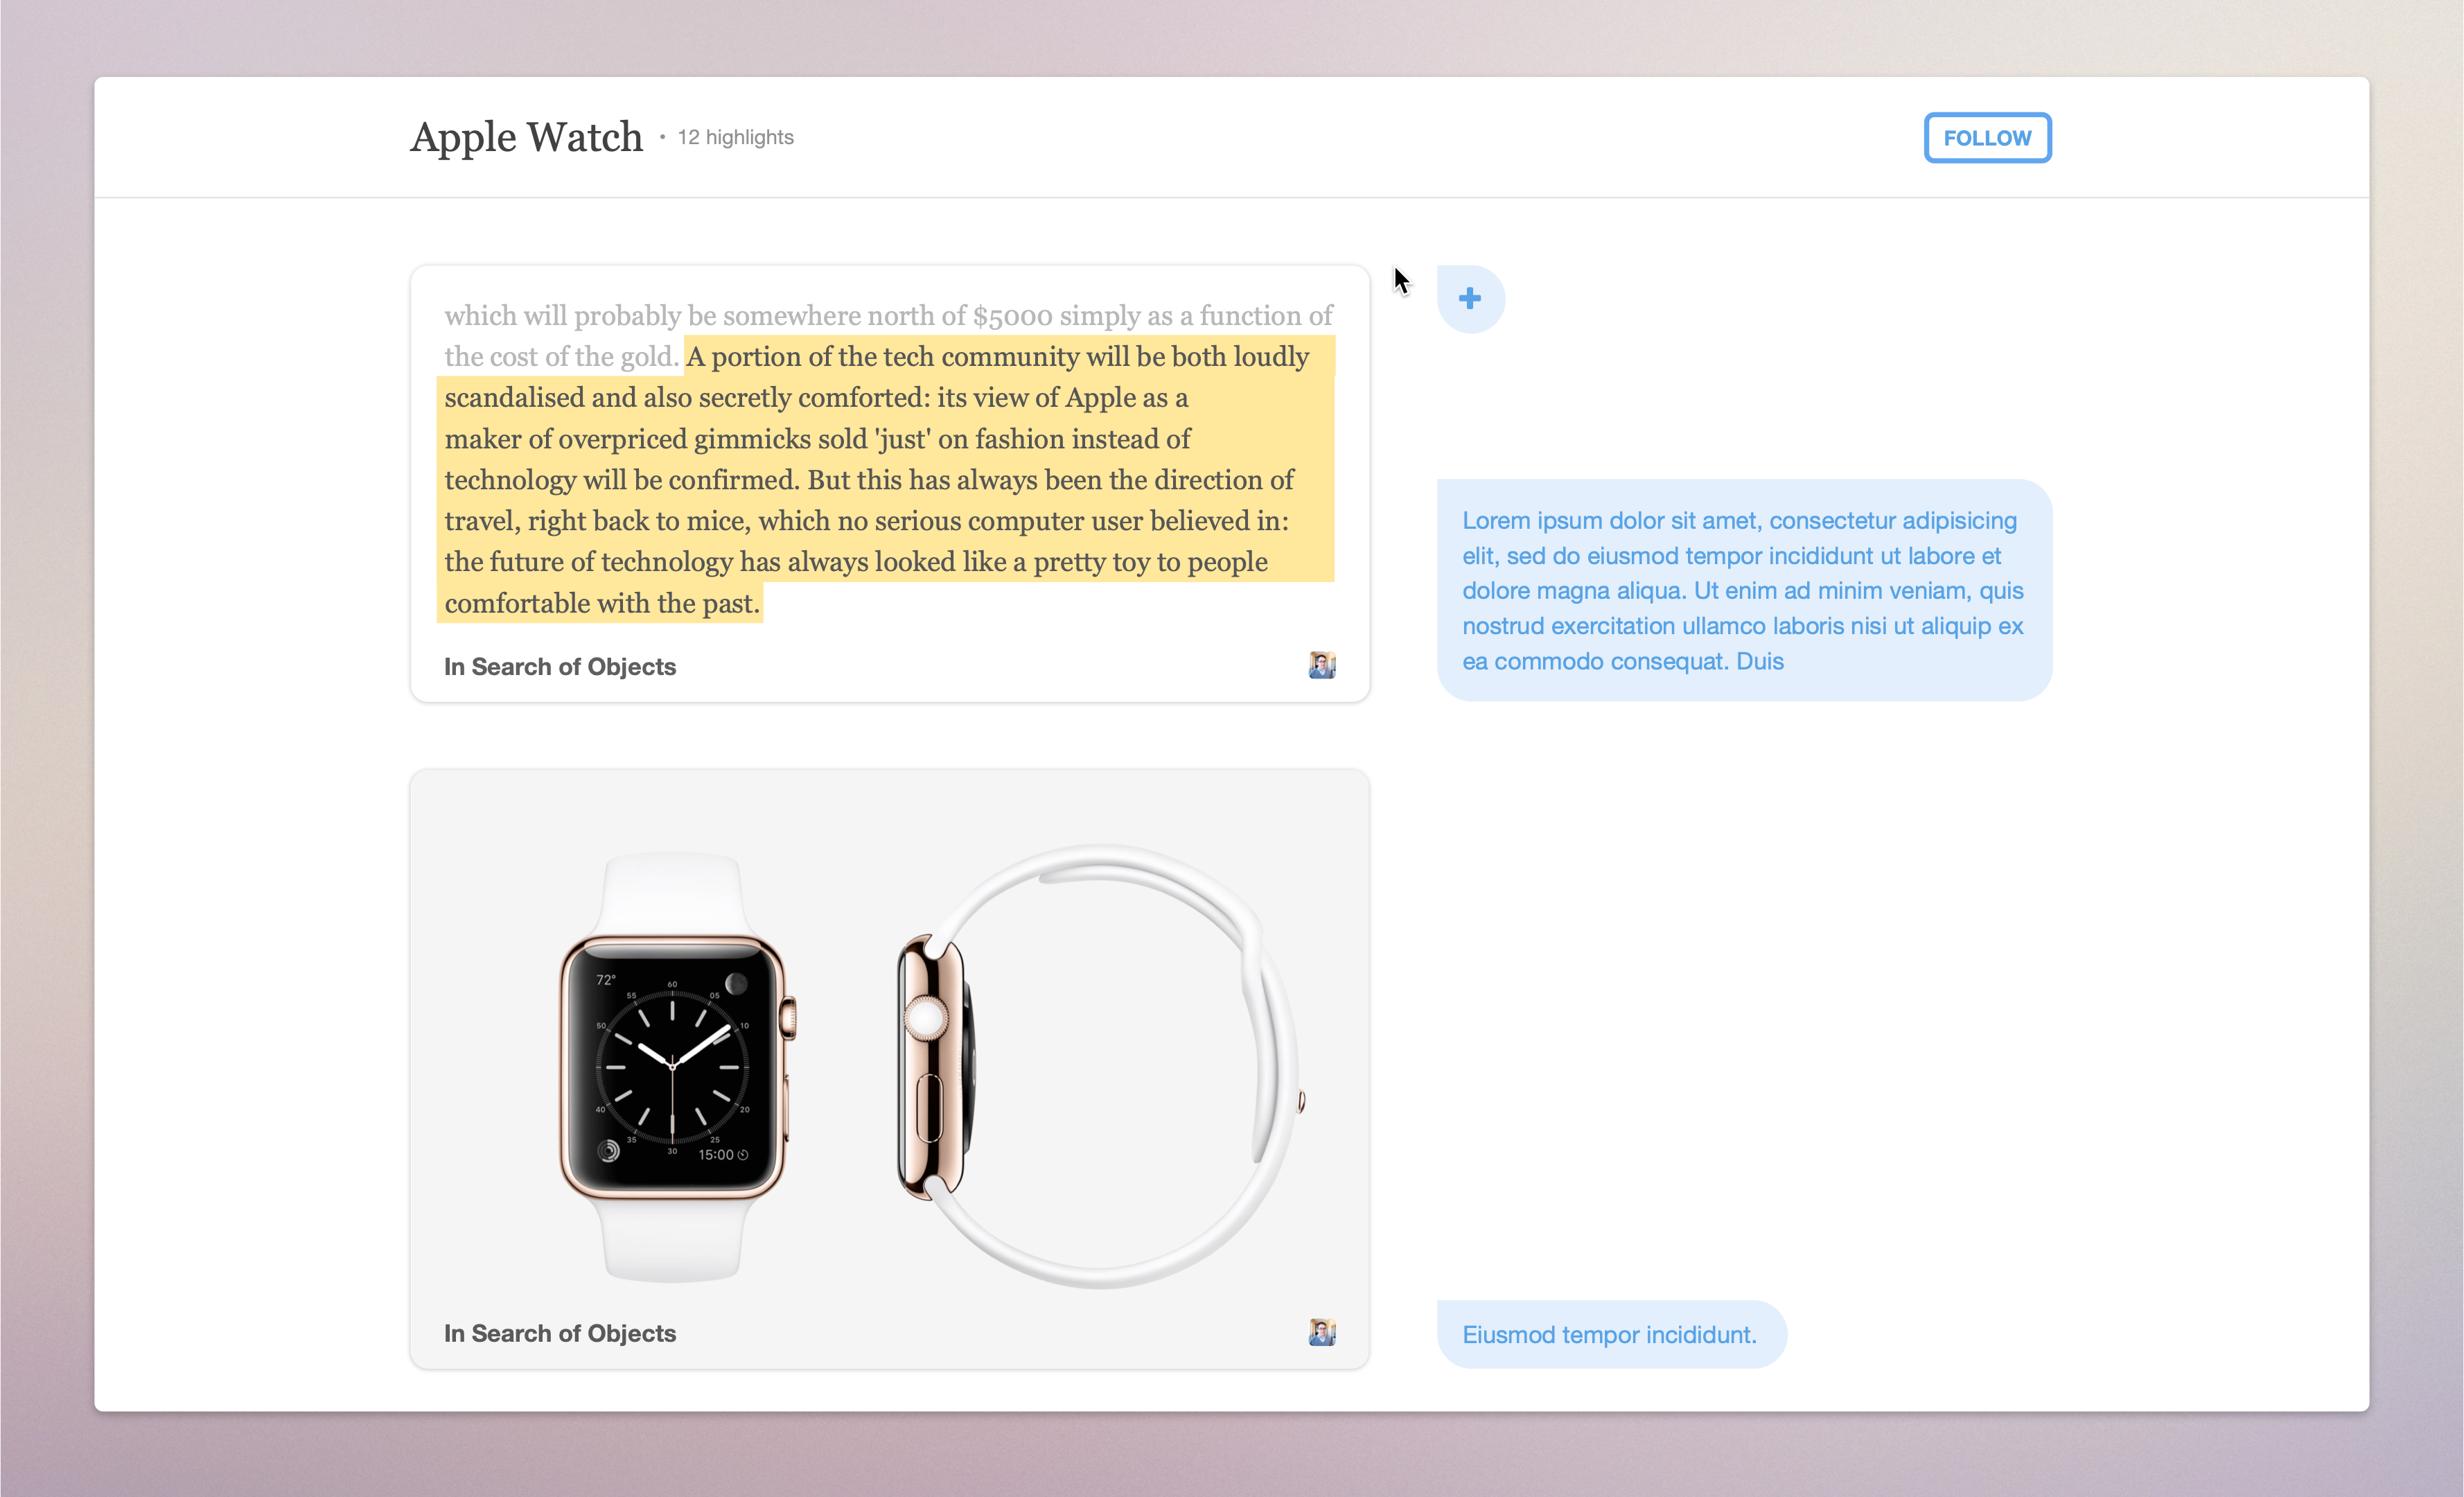 Apple Watch • 12 highlights
FOLLOW
which will probably be somewhere north of $5000 simply as a function of
the cost of the gold. A portion of the tech community will be both loudly
scandalised and also secretly comforted: its view of Apple as a
maker of overpriced gimmicks sold 'just' on fashion instead of
technology will be confirmed. But this has always been the direction of
travel, right back to mice, which no serious computer user believed in:
the future of technology has always looked like a pretty toy to people
comfortable with the past.
In Search of Objects
Lorem ipsum dolor sit amet, consectetur adipisicing
elit, sed do eiusmod tempor incididunt ut labore et
dolore magna aliqua. Ut enim ad minim veniam, quis
nostrud exercitation ullamco laboris nisi ut aliquip ex
ea commodo consequat. Duis
72°
60
55 05
50 10
40 20
35 25
30
15:00
In Search of Objects
Eiusmod tempor incididunt.